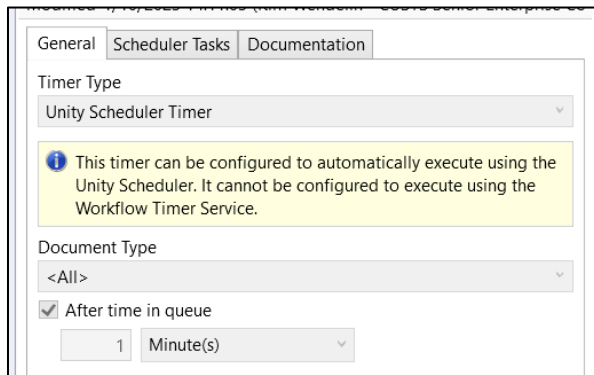 General Scheduler Tasks Documentation
Timer Type
Unity Scheduler Timer
This timer can be configured to automatically execute using the
Unity Scheduler. It cannot be configured to execute using the
Workflow Timer Service.
Document Type
<All>
After time in queue
1 Minute(s)